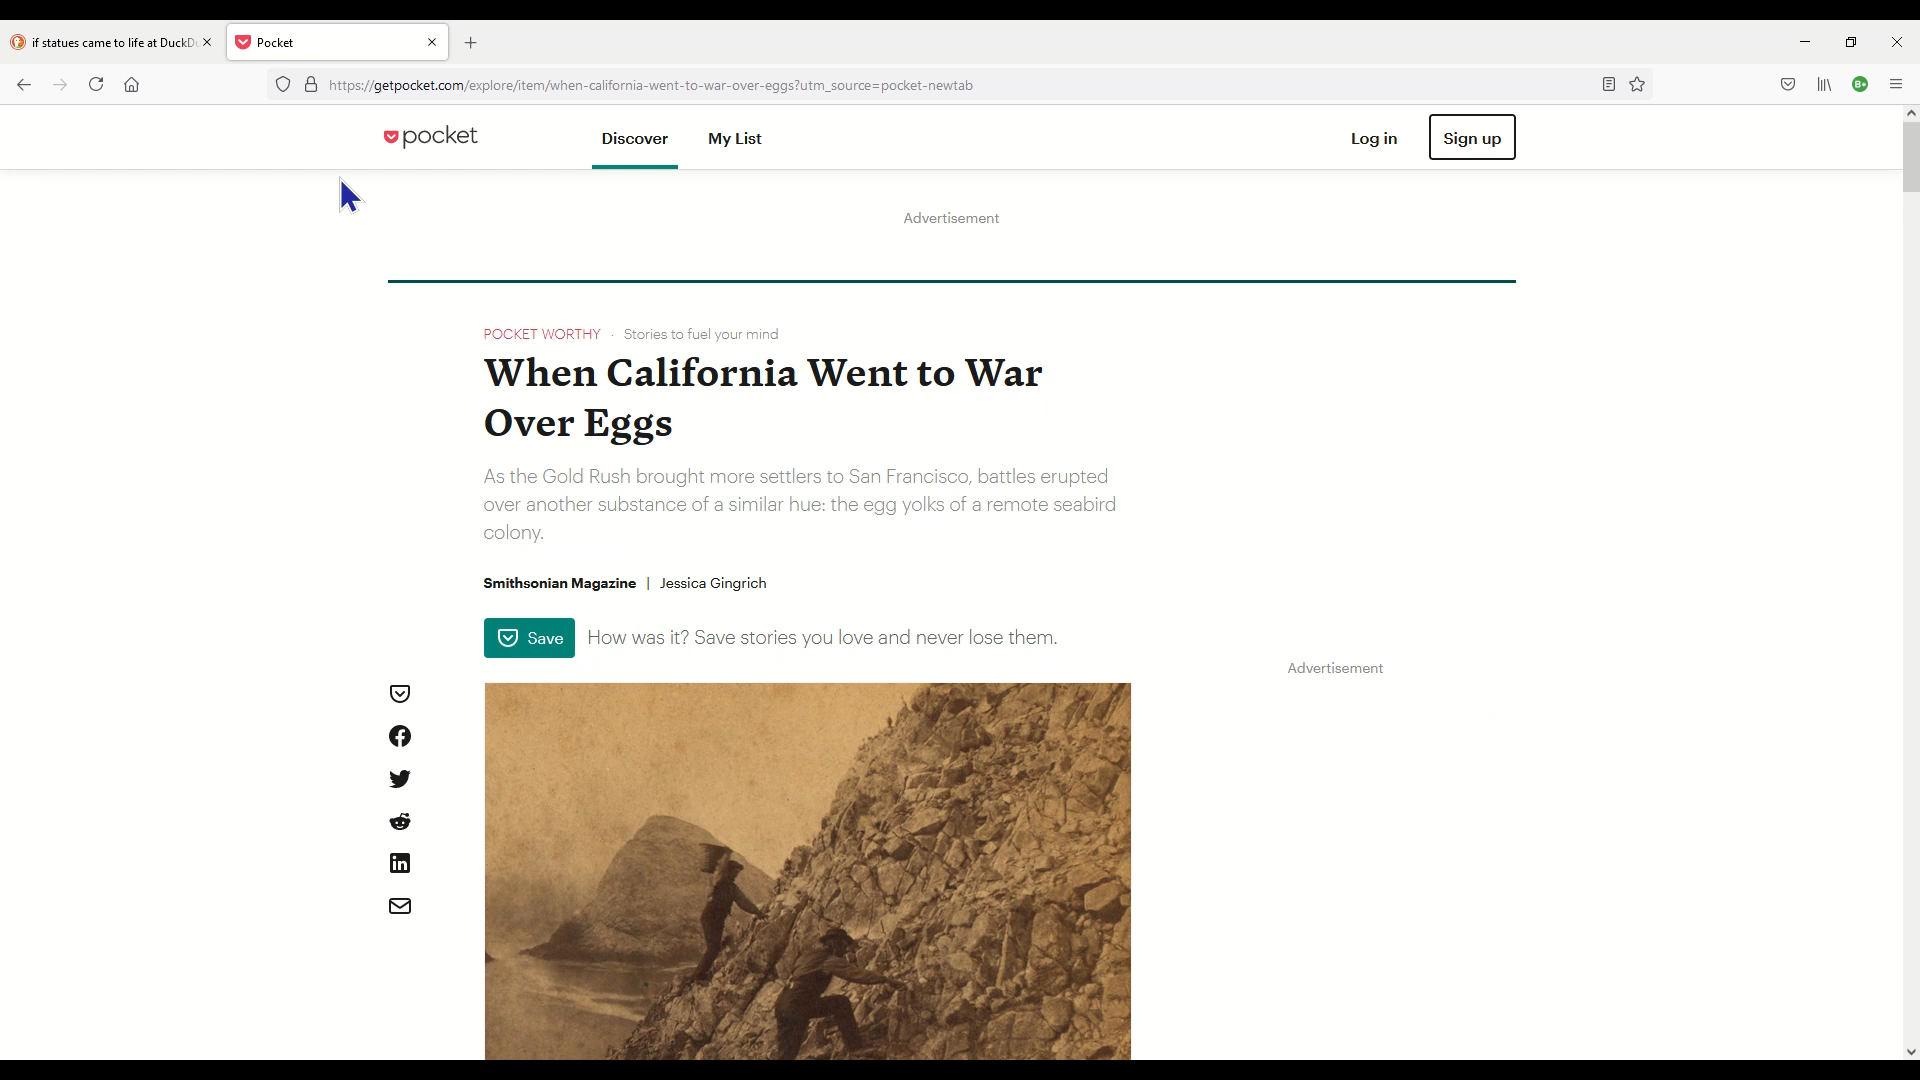 if statues came to life at DuckD
Pocket
https://getpocket.com/explore/item/when-california-went-to-war-over-eggs?utm_source=pocket-newtab
B+
pocket
Discover
My List
Log in
Sign up
Advertisement
POCKET WORTHY · Stories to fuel your mind
When California Went to War
Over Eggs
As the Gold Rush brought more settlers to San Francisco, battles erupted
over another substance of a similar hue: the egg yolks of a remote seabird
colony.
Smithsonian Magazine | Jessica Gingrich
Save
How was it? Save stories you love and never lose them.
Advertisement
in